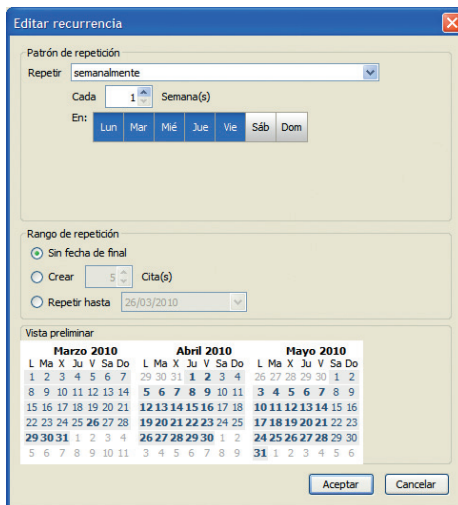 Editar recurrencia
Patrón de repetición
Repetir semanalmente
Cada 1 Semana(s)
En: Lun Mar Mié Jue Vie Sáb Dom
Rango de repetición
Sin fecha de final
Crear 5 Cita(s)
Repetir hasta 26/03/2010
Vista preliminar
Marzo 2010 Abril 2010 Mayo 2010
L Ma X Ju V Sa Do L Ma X Ju V Sa Do L Ma X Ju V Sa Do
1 2 3 4 5 6 7 29 30 31 1 2 3 4 26 27 28 29 30 1 2
8 9 10 11 12 13 14 5 6 7 8 9 10 11 3 4 5 6 7 8 9
15 16 17 18 19 20 21 12 13 14 15 16 17 18 10 11 12 13 14 15 16
22 23 24 25 26 27 28 19 20 21 22 23 24 25 17 18 19 20 21 22 23
29 30 31 1 2 3 4 26 27 28 29 30 1 2 24 25 26 27 28 29 30
5 6 7 8 9 10 11 3 4 5 6 7 8 9 31 1 2 3 4 5 6
Aceptar Cancelar